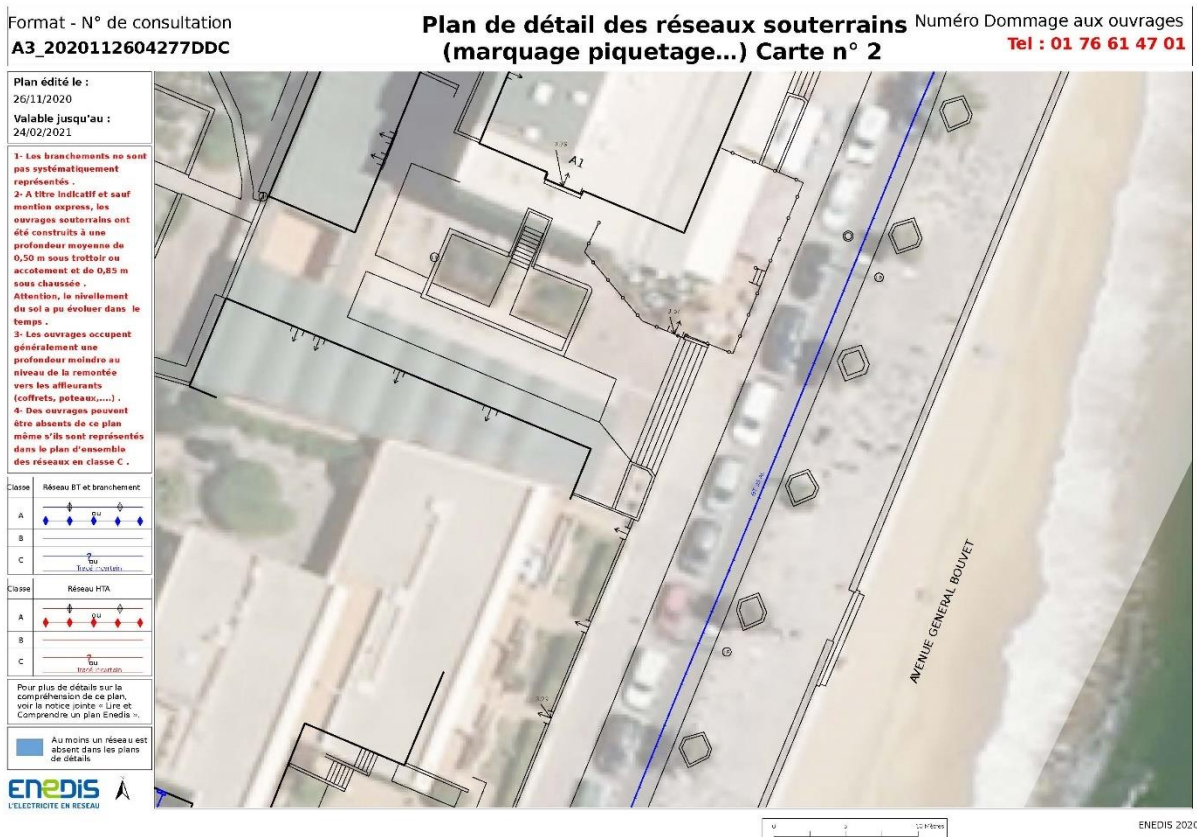 Format - N° de consultation
A3_2020112604277DDC
Plan de détail des réseaux souterrains
(marquage piquetage...) Carte n° 2
Numéro Dommage aux ouvrages
Tel : 01 76 61 47 01
Plan édité le :
26/11/2020
Valable jusqu'au :
24/02/2021
1- Les branchements ne sont
pas systématiquement
représentés .
2- A titre indicatif et sauf
mention express, les
ouvrages souterrains ont
été construits à une
profondeur moyenne de
0,50 m sous trottoir ou
accotement et de 0,85 m
sous chaussée .
Attention, le nivellement
du sol a pu évoluer dans le
temps .
3- Les ouvrages occupent
généralement une
profondeur moindre au
niveau de la remontée
vers les affleurants
(coffrets, poteaux,....) .
4- Des ouvrages peuvent
être absents de ce plan
même s'ils sont représentés
dans le plan d'ensemble
des réseaux en classe C .
Classe Réseau BT et branchement
A ou
B
C ? ou
Tracé incertain
Classe Réseau HTA
A ou
B
C ? ou
Tracé incertain
Pour plus de détails sur la
compréhension de ce plan,
voir la notice jointe « Lire et
Comprendre un plan Enedis ».
Au moins un réseau est
absent dans les plans
de détails
ENEDIS
L'ELECTRICITE EN RESEAU
A1
AVENUE GENERAL BOUVET
0 5 10 Mètres
ENEDIS 2020